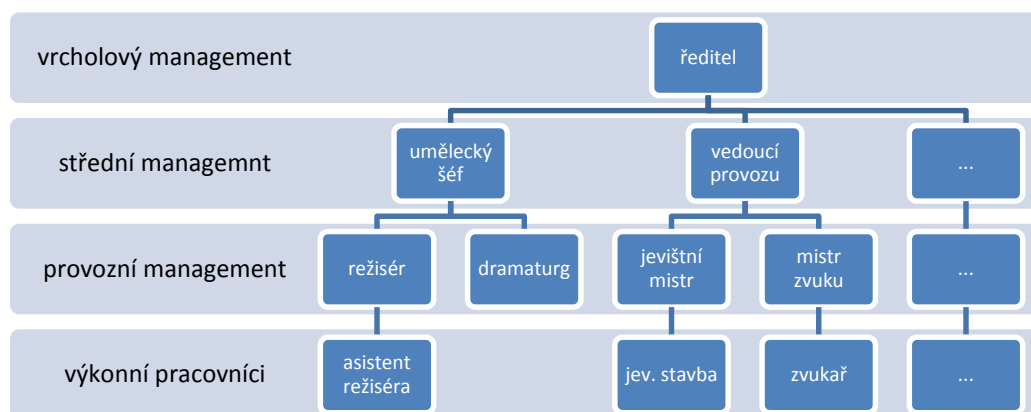 vrcholový management
ředitel
střední managemnt
umělecký
šéf
vedoucí
provozu
...
provozní management
režisér
dramaturg
jevištní
mistr
mistr
zvuku
...
výkonní pracovníci
asistent
režiséra
jev. stavba
zvukař
...